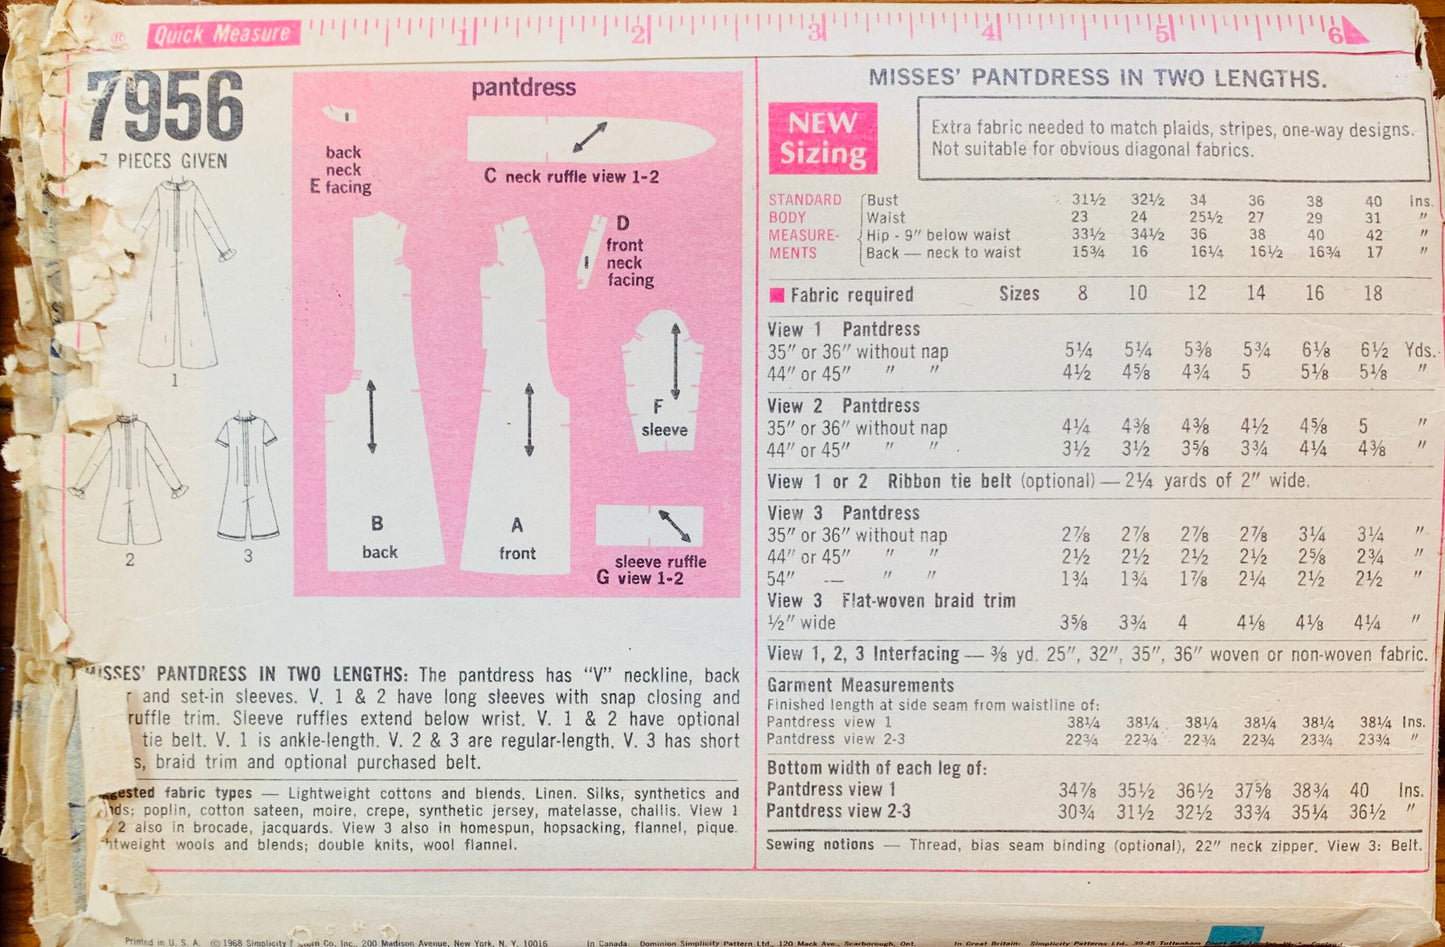 ® Quick Measure 1 2 3 4 5 6
7956
7 PIECES GIVEN
1
2
3
pantdress
back
neck
E facing
C neck ruffle view 1-2
D
front
neck
facing
F
sleeve
B
back
A
front
sleeve ruffle
G view 1-2
MISSES' PANTDRESS IN TWO LENGTHS: The pantdress has "V" neckline, back
and set-in sleeves. V. 1 & 2 have long sleeves with snap closing and
ruffle trim. Sleeve ruffles extend below wrist. V. 1 & 2 have optional
tie belt. V. 1 is ankle-length. V. 2 & 3 are regular-length. V. 3 has short
s, braid trim and optional purchased belt.
ested fabric types — Lightweight cottons and blends. Linen. Silks, synthetics and
ds; poplin, cotton sateen, moire, crepe, synthetic jersey, matelasse, challis. View 1
2 also in brocade, jacquards. View 3 also in homespun, hopsacking, flannel, pique.
htweight wools and blends; double knits, wool flannel.
MISSES' PANTDRESS IN TWO LENGTHS.
NEW
Sizing
Extra fabric needed to match plaids, stripes, one-way designs.
Not suitable for obvious diagonal fabrics.
STANDARD Bust 31½ 32½ 34 36 38 40 Ins.
BODY Waist 23 24 25½ 27 29 31 "
MEASURE- Hip - 9" below waist 33½ 34½ 36 38 40 42 "
MENTS Back — neck to waist 15¾ 16 16¼ 16½ 16¾ 17 "
Fabric required Sizes 8 10 12 14 16 18
View 1 Pantdress
35" or 36" without nap 5¼ 5¼ 5⅜ 5¾ 6⅛ 6½ Yds.
44" or 45" " " 4½ 4⅝ 4¾ 5 5⅛ 5⅛ "
View 2 Pantdress
35" or 36" without nap 4¼ 4⅜ 4⅜ 4½ 4⅝ 5 "
44" or 45" " " 3½ 3½ 3⅝ 3¾ 4¼ 4⅜ "
View 1 or 2 Ribbon tie belt (optional) — 2¼ yards of 2" wide.
View 3 Pantdress
35" or 36" without nap 2⅞ 2⅞ 2⅞ 2⅞ 3¼ 3¼ "
44" or 45" " " 2½ 2½ 2½ 2½ 2⅝ 2¾ "
54" — " " 1¾ 1¾ 1⅞ 2¼ 2½ 2½ "
View 3 Flat-woven braid trim
½" wide 3⅝ 3¾ 4 4⅛ 4⅛ 4¼ "
View 1, 2, 3 Interfacing — ⅜ yd. 25", 32", 35", 36" woven or non-woven fabric.
Garment Measurements
Finished length at side seam from waistline of:
Pantdress view 1 38¼ 38¼ 38¼ 38¼ 38¼ 38¼ Ins.
Pantdress view 2-3 22¾ 22¾ 22¾ 22¾ 23¾ 23¾ "
Bottom width of each leg of:
Pantdress view 1 34⅞ 35½ 36½ 37⅝ 38¾ 40 Ins.
Pantdress view 2-3 30¾ 31½ 32½ 33¾ 35¼ 36½ "
Sewing notions — Thread, bias seam binding (optional), 22" neck zipper. View 3: Belt.
Printed in U. S. A. © 1968 Simplicity tern Co. Inc., 200 Madison Avenue, New York, N. Y. 10016 In Canada Dominion Simplicity Pattern Ltd., 120 Mack Ave., Scarborough, Ont. In Great Britain: Simplicity Patterns Ltd., 39-45 Tottenham